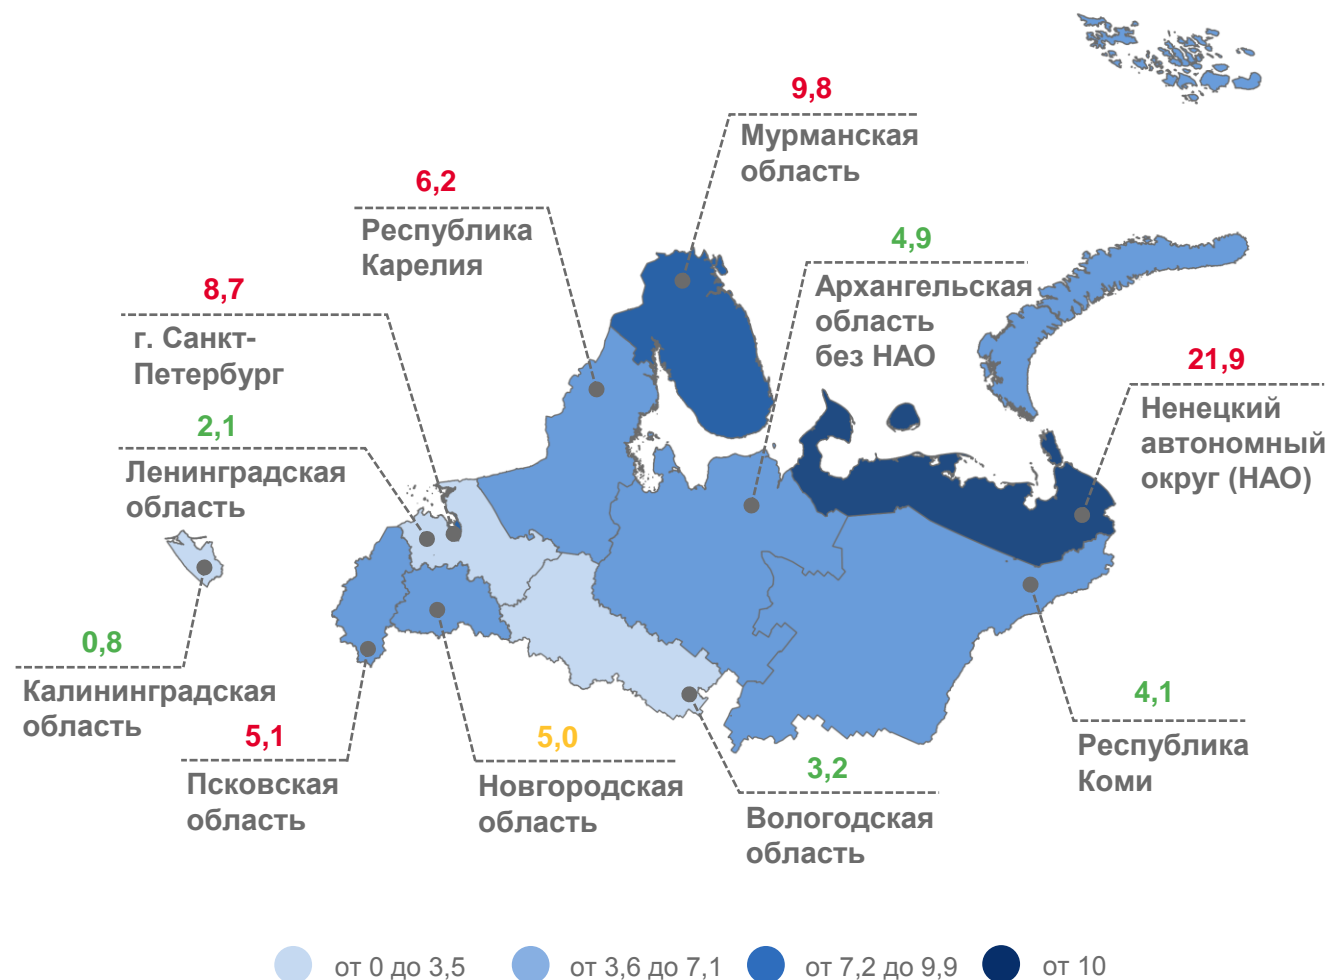 9,8
Мурманская
область
6,2
Республика
Карелия
4,9
Архангельская
область
без НАО
8,7
г. Санкт-
Петербург
21,9
Ненецкий
автономный
округ (НАО)
2,1
Ленинградская
область
0,8
Калининградская
область
5,1
Псковская
область
5,0
Новгородская
область
3,2
Вологодская
область
4,1
Республика
Коми
от 0 до 3,5
от 3,6 до 7,1
от 7,2 до 9,9
от 10